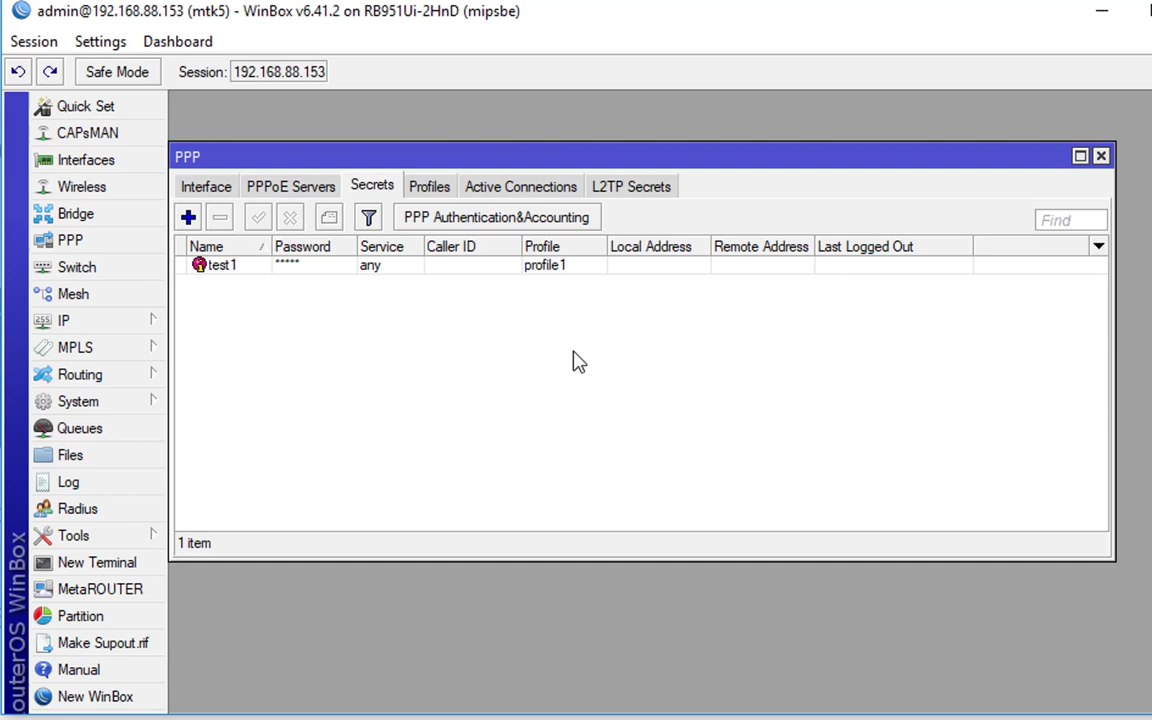 admin@192.168.88.153 (mtk5) - WinBox v6.41.2 on RB951Ui-2HnD (mipsbe)
Session Settings Dashboard
Safe Mode Session: 192.168.88.153
Quick Set
CAPsMAN
Interfaces
Wireless
Bridge
PPP
Switch
Mesh
255 IP
MPLS
Routing
System
Queues
Files
Log
Radius
Tools
New Terminal
MetaROUTER
Partition
Make Supout.rif
Manual
New WinBox
outerOS WinBox
PPP
Interface PPPoE Servers Secrets Profiles Active Connections L2TP Secrets
PPP Authentication&Accounting Find
Name / Password Service Caller ID Profile Local Address Remote Address Last Logged Out
test1 ***** any profile1
1 item